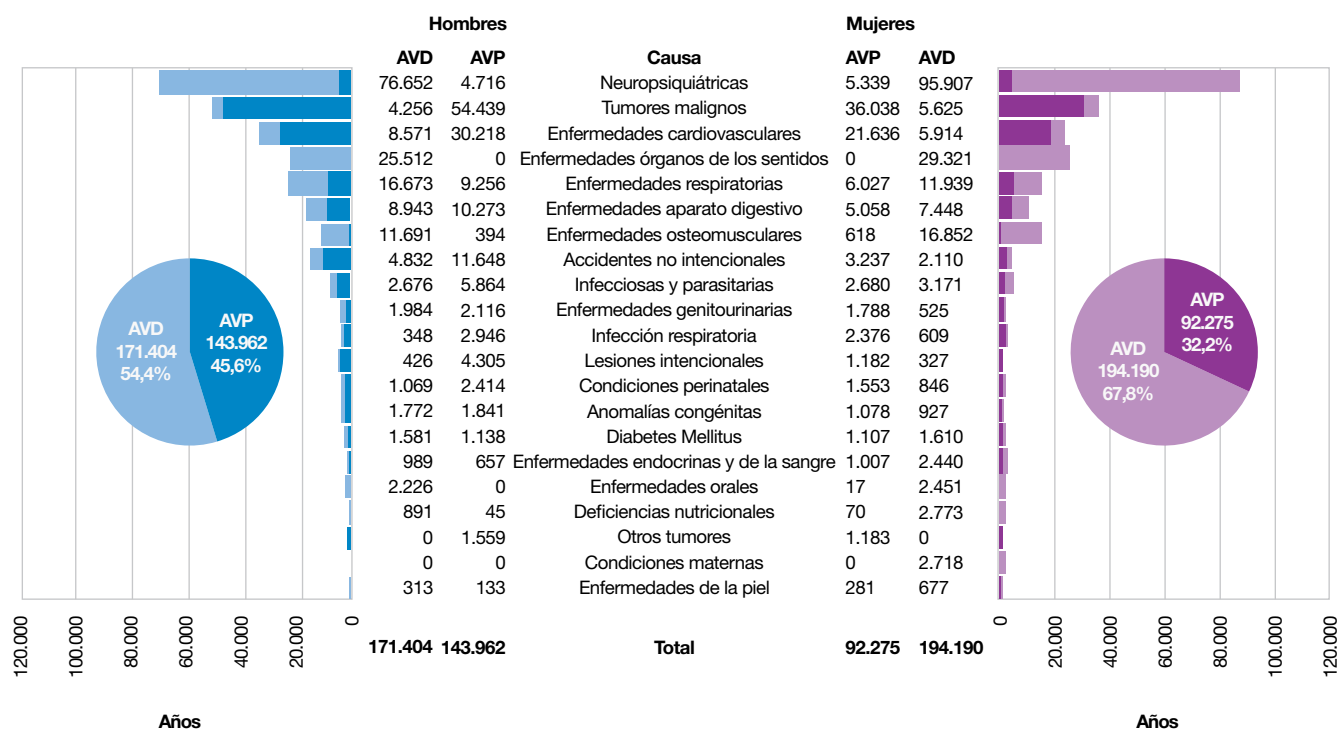 Hombres Mujeres
AVD AVP Causa AVP AVD
76.652 4.716 Neuropsiquiátricas 5.339 95.907
4.256 54.439 Tumores malignos 36.038 5.625
8.571 30.218 Enfermedades cardiovasculares 21.636 5.914
25.512 0 Enfermedades órganos de los sentidos 0 29.321
16.673 9.256 Enfermedades respiratorias 6.027 11.939
8.943 10.273 Enfermedades aparato digestivo 5.058 7.448
11.691 394 Enfermedades osteomusculares 618 16.852
4.832 11.648 Accidentes no intencionales 3.237 2.110
2.676 5.864 Infecciosas y parasitarias 2.680 3.171
1.984 2.116 Enfermedades genitourinarias 1.788 525
348 2.946 Infección respiratoria 2.376 609
426 4.305 Lesiones intencionales 1.182 327
1.069 2.414 Condiciones perinatales 1.553 846
1.772 1.841 Anomalías congénitas 1.078 927
1.581 1.138 Diabetes Mellitus 1.107 1.610
989 657 Enfermedades endocrinas y de la sangre 1.007 2.440
2.226 0 Enfermedades orales 17 2.451
891 45 Deficiencias nutricionales 70 2.773
0 1.559 Otros tumores 1.183 0
0 0 Condiciones maternas 0 2.718
313 133 Enfermedades de la piel 281 677
171.404 143.962 Total 92.275 194.190
AVD
171.404
54,4%
AVP
143.962
45,6%
AVP
92.275
32,2%
AVD
194.190
67,8%
120.000 100.000 80.000 60.000 40.000 20.000 0
0 20.000 40.000 60.000 80.000 100.000 120.000
Años Años